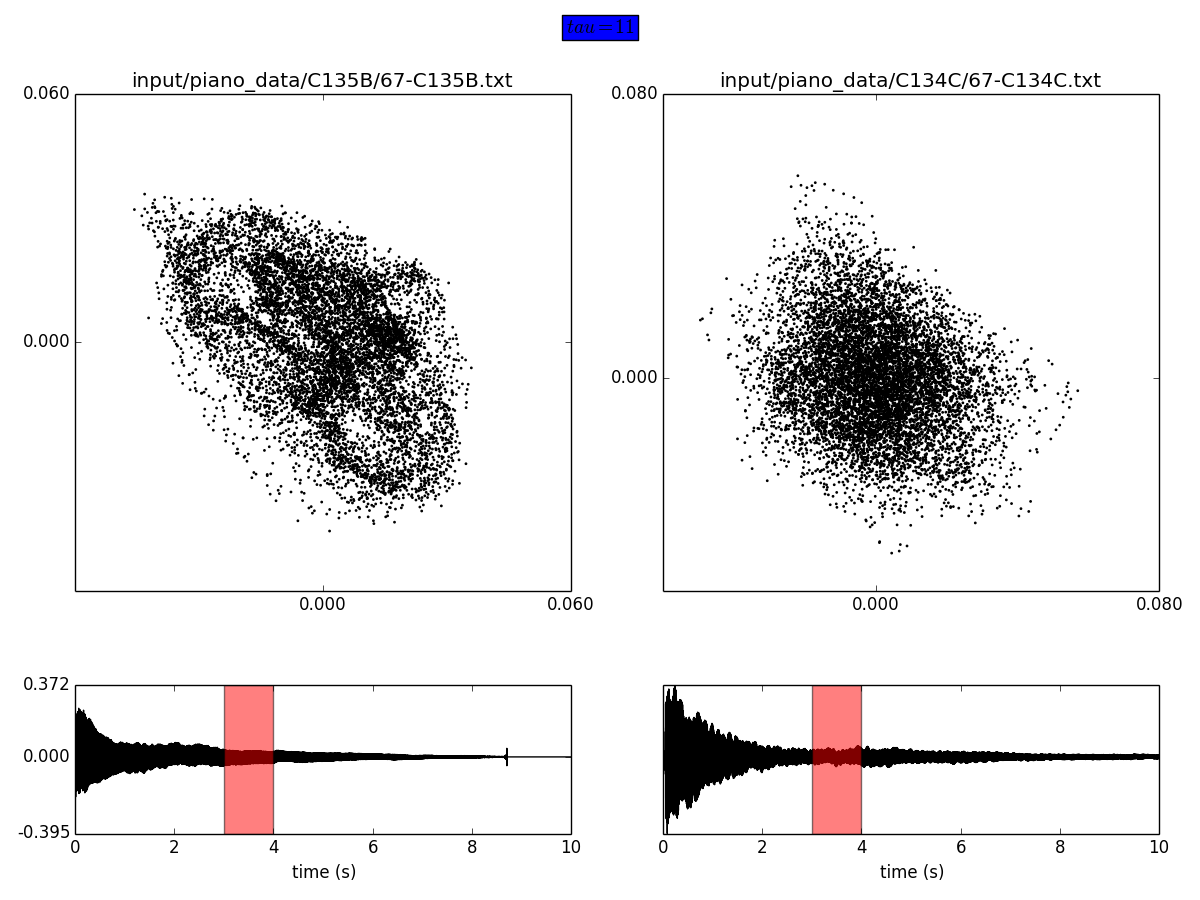 tau = 11
input/piano_data/C135B/67-C135B.txt
input/piano_data/C134C/67-C134C.txt
0.060
0.000
0.000 0.060
0.080
0.000
0.000 0.080
0.372
0.000
-0.395
0 2 4 6 8 10
time (s)
0 2 4 6 8 10
time (s)